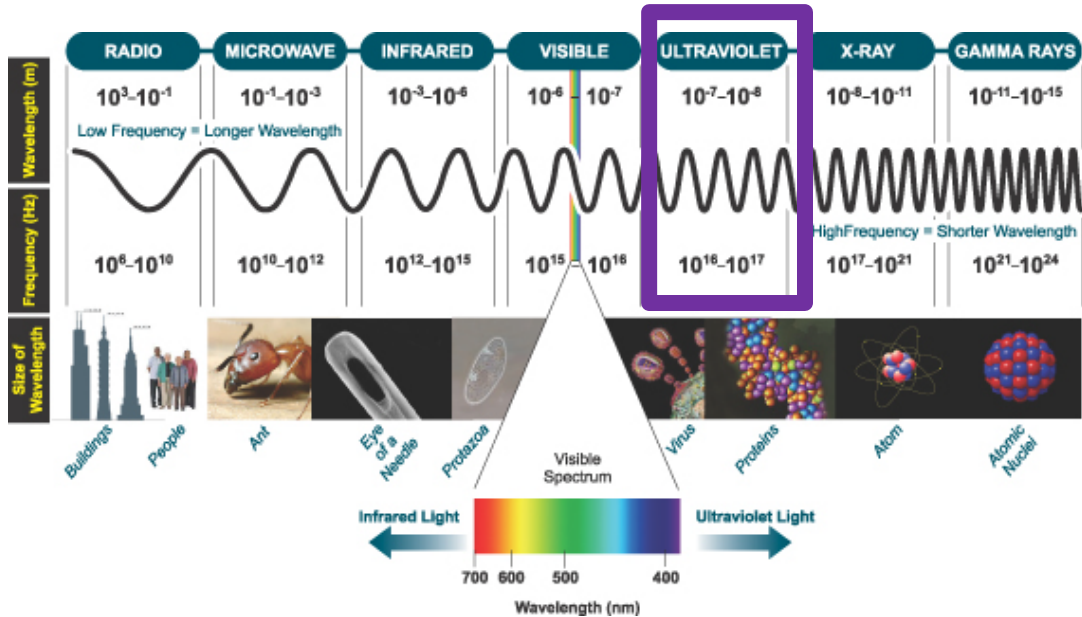 RADIO
MICROWAVE
INFRARED
VISIBLE
ULTRAVIOLET
X-RAY
GAMMA RAYS
Wavelength (m)
10³–10⁻¹
10⁻¹–10⁻³
10⁻³–10⁻⁶
10⁻⁶ – 10⁻⁷
10⁻⁷–10⁻⁸
10⁻⁸–10⁻¹¹
10⁻¹¹–10⁻¹⁵
Low Frequency = Longer Wavelength
HighFrequency = Shorter Wavelength
Frequency (Hz)
10⁶–10¹⁰
10¹⁰–10¹²
10¹²–10¹⁵
10¹⁵ – 10¹⁶
10¹⁶–10¹⁷
10¹⁷–10²¹
10²¹–10²⁴
Size of
Wavelength
Buildings
People
Ant
Eye
of a
Needle
Protazoa
Virus
Proteins
Atom
Atomic
Nuclei
Visible
Spectrum
Infrared Light
Ultraviolet Light
700 600 500 400
Wavelength (nm)